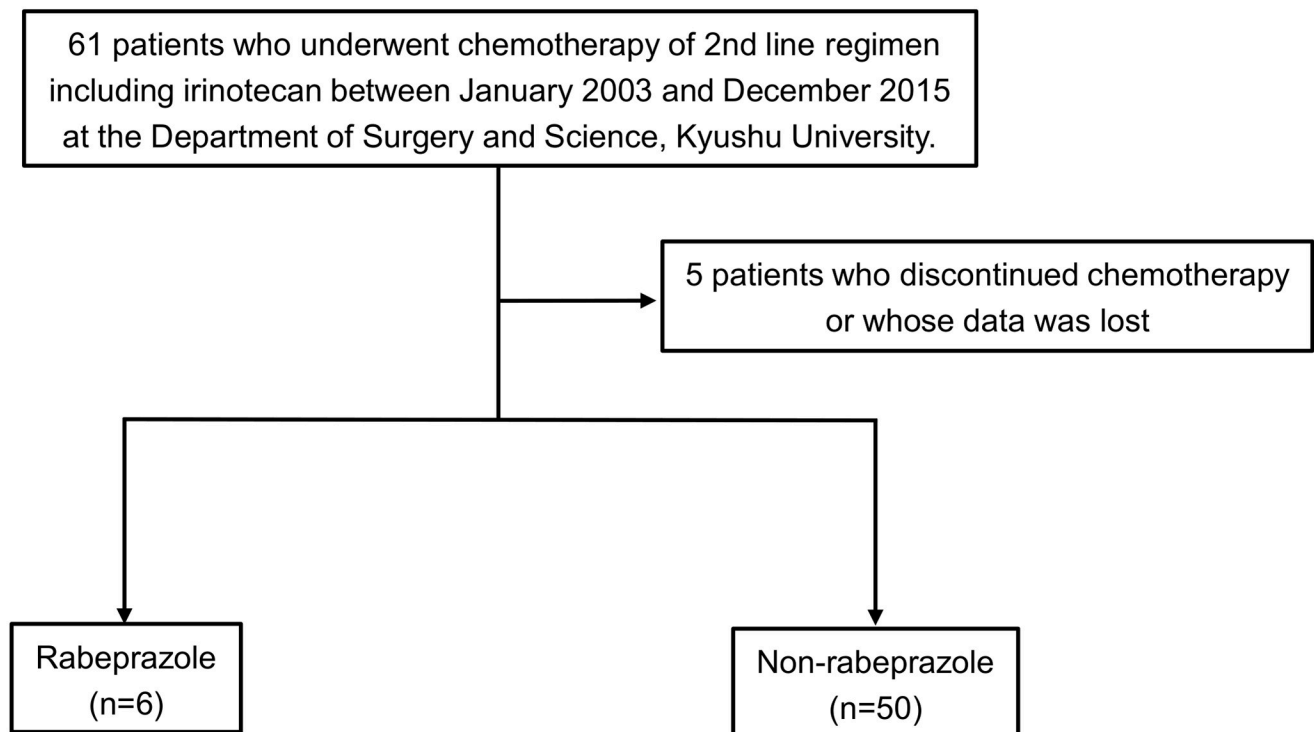 61 patients who underwent chemotherapy of 2nd line regimen
including irinotecan between January 2003 and December 2015
at the Department of Surgery and Science, Kyushu University.
5 patients who discontinued chemotherapy
or whose data was lost
Rabeprazole
(n=6)
Non-rabeprazole
(n=50)